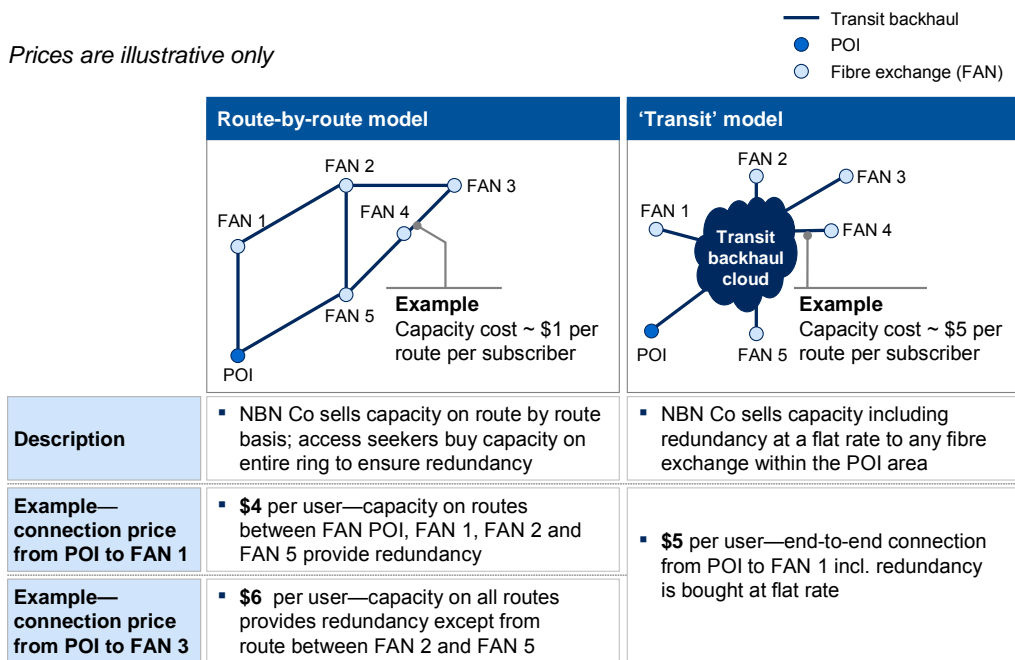 Prices are illustrative only
Transit backhaul
POI
Fibre exchange (FAN)
Route-by-route model
‘Transit’ model
FAN 2
FAN 3
FAN 4
FAN 1
FAN 5
POI
Example
Capacity cost ~ $1 per
route per subscriber
FAN 2
FAN 3
FAN 1
FAN 4
Transit
backhaul
cloud
POI
FAN 5
Example
Capacity cost ~ $5 per
route per subscriber
Description
▪ NBN Co sells capacity on route by route
basis; access seekers buy capacity on
entire ring to ensure redundancy
▪ NBN Co sells capacity including
redundancy at a flat rate to any fibre
exchange within the POI area
Example—
connection price
from POI to FAN 1
▪ $4 per user—capacity on routes
between FAN POI, FAN 1, FAN 2 and
FAN 5 provide redundancy
▪ $5 per user—end-to-end connection
from POI to FAN 1 incl. redundancy
is bought at flat rate
Example—
connection price
from POI to FAN 3
▪ $6 per user—capacity on all routes
provides redundancy except from
route between FAN 2 and FAN 5